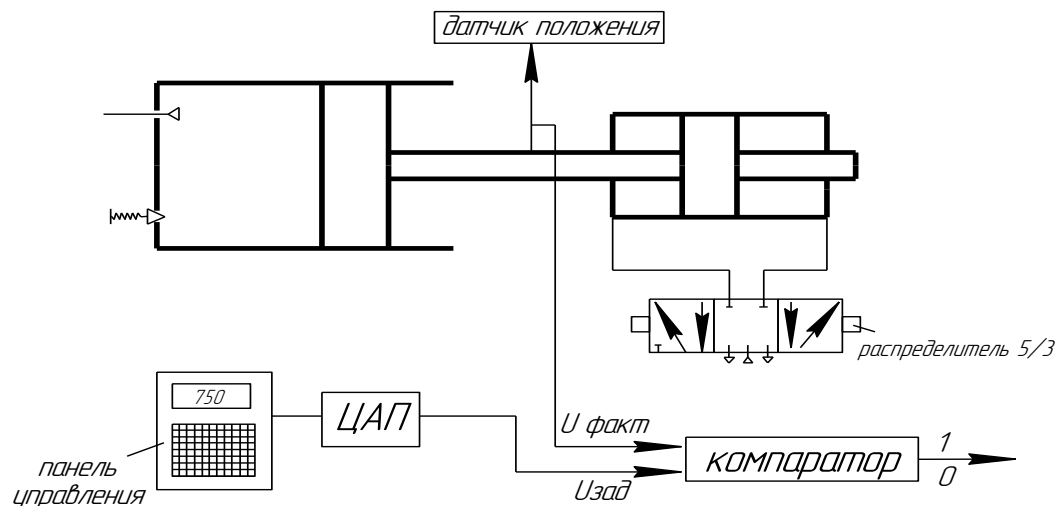 датчик положения
распределитель 5/3
750
ЦАП
U факт
Uзад
компаратор
1
0
панель
управления